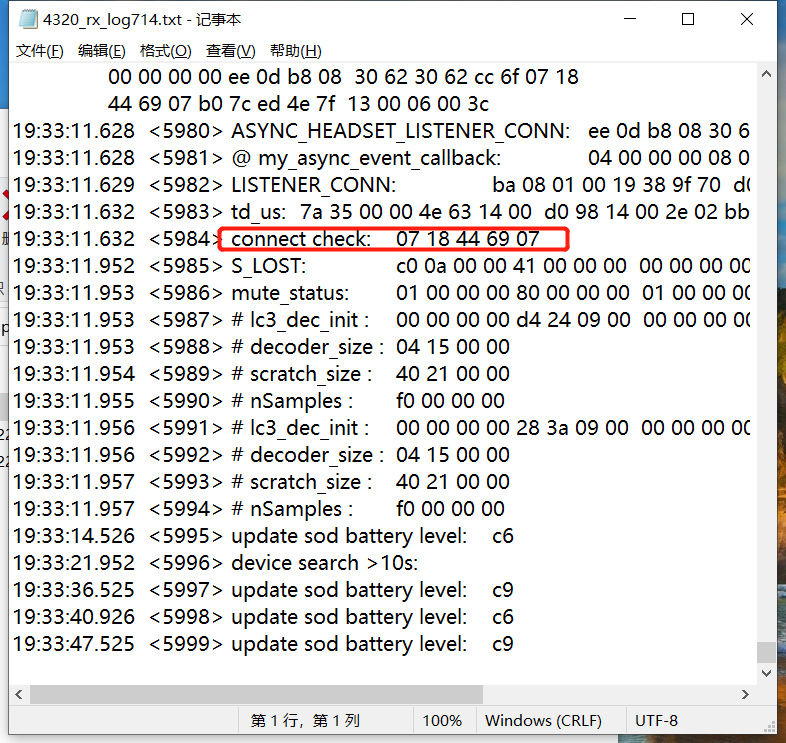 4320_rx_log714.txt - 记事本
文件(F) 编辑(E) 格式(O) 查看(V) 帮助(H)
00 00 00 00 ee 0d b8 08 30 62 30 62 cc 6f 07 18
44 69 07 b0 7c ed 4e 7f 13 00 06 00 3c
19:33:11.628 <5980> ASYNC_HEADSET_LISTENER_CONN: ee 0d b8 08 30 6
19:33:11.628 <5981> @ my_async_event_callback: 04 00 00 00 08 0
19:33:11.629 <5982> LISTENER_CONN: ba 08 01 00 19 38 9f 70 d0
19:33:11.632 <5983> td_us: 7a 35 00 00 4e 63 14 00 d0 98 14 00 2e 02 bb
19:33:11.632 <5984> connect check: 07 18 44 69 07
19:33:11.952 <5985> S_LOST: c0 0a 00 00 41 00 00 00 00 00 00 00
19:33:11.953 <5986> mute_status: 01 00 00 00 80 00 00 00 01 00 00 00
19:33:11.953 <5987> # lc3_dec_init : 00 00 00 00 d4 24 09 00 00 00 00 00
19:33:11.953 <5988> # decoder_size : 04 15 00 00
19:33:11.954 <5989> # scratch_size : 40 21 00 00
19:33:11.955 <5990> # nSamples : f0 00 00 00
19:33:11.956 <5991> # lc3_dec_init : 00 00 00 00 28 3a 09 00 00 00 00 00
19:33:11.956 <5992> # decoder_size : 04 15 00 00
19:33:11.957 <5993> # scratch_size : 40 21 00 00
19:33:11.957 <5994> # nSamples : f0 00 00 00
19:33:14.526 <5995> update sod battery level: c6
19:33:21.952 <5996> device search >10s:
19:33:36.525 <5997> update sod battery level: c9
19:33:40.926 <5998> update sod battery level: c6
19:33:47.525 <5999> update sod battery level: c9
第 1 行，第 1 列 100% Windows (CRLF) UTF-8